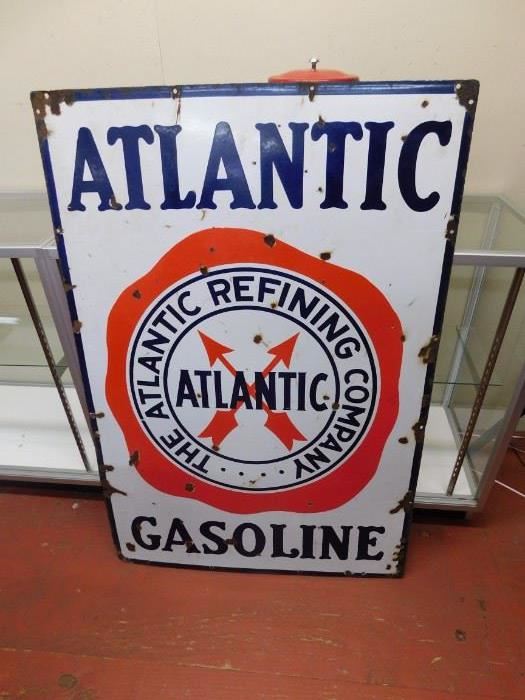 ATLANTIC
THE ATLANTIC REFINING COMPANY
ATLANTIC
GASOLINE